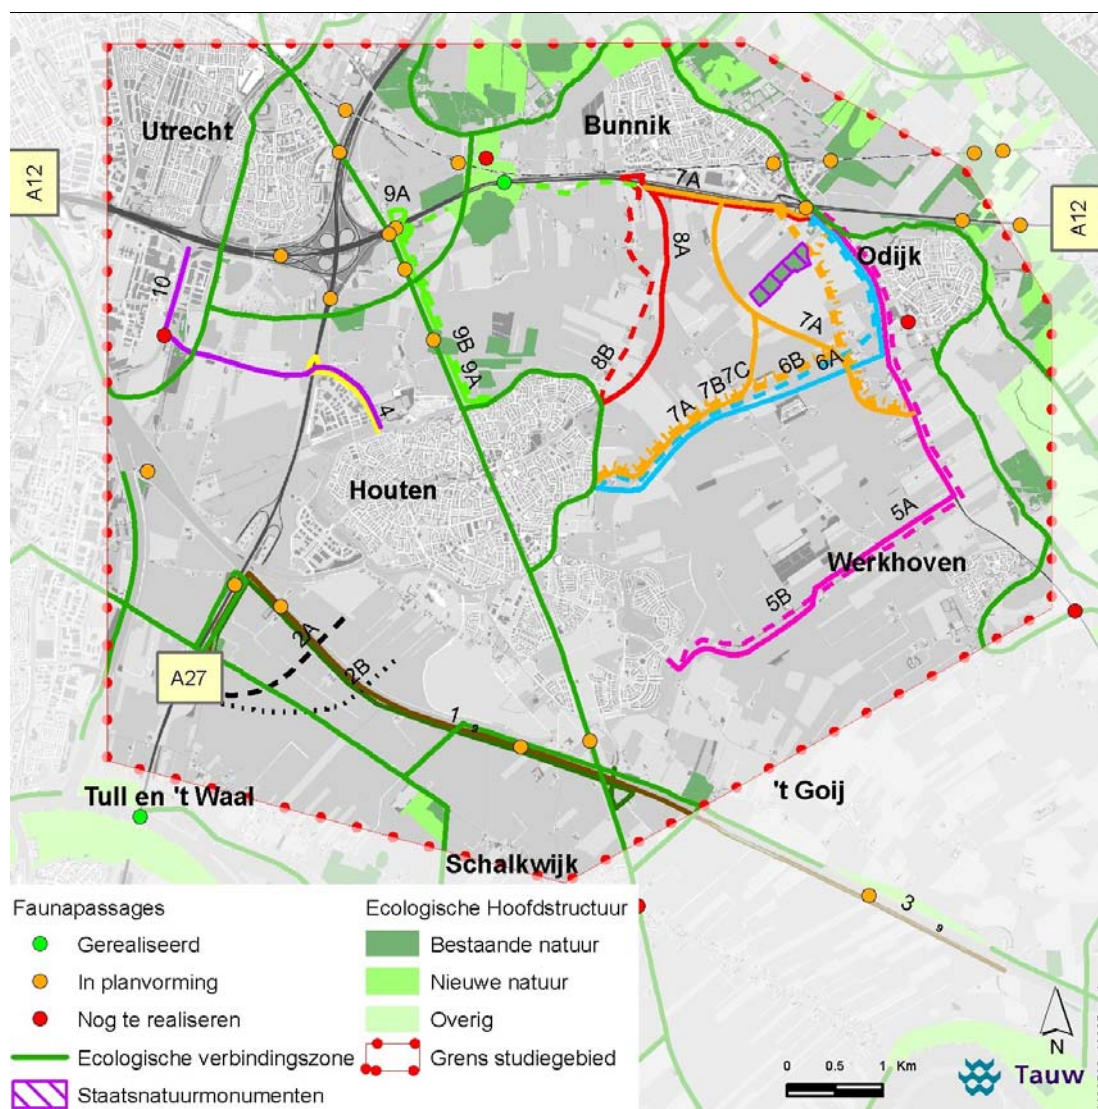 Utrecht
Bunnik
A12
9A
7A
A12
8A
Odijk
10
7A
9B
9A
8B
7C
6B
6A
7B
7A
4
Houten
5A
Werkhoven
5B
2A
2B
A27
1
9
't Goij
Tull en 't Waal
Schalkwijk
3
9
Faunapassages
Gerealiseerd
In planvorming
Nog te realiseren
Ecologische verbindingszone
Staatsnatuurmonumenten
Ecologische Hoofdstructuur
Bestaande natuur
Nieuwe natuur
Overig
Grens studiegebied
0 0.5 1 Km
N
Tauw